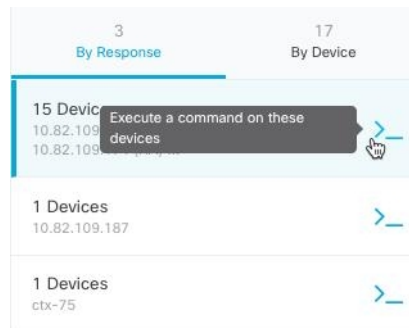 3
17
By Response
By Device
15 Devic
Execute a command on these
devices
10.82.109
10.82.109
1 Devices
10.82.109.187
1 Devices
ctx-75